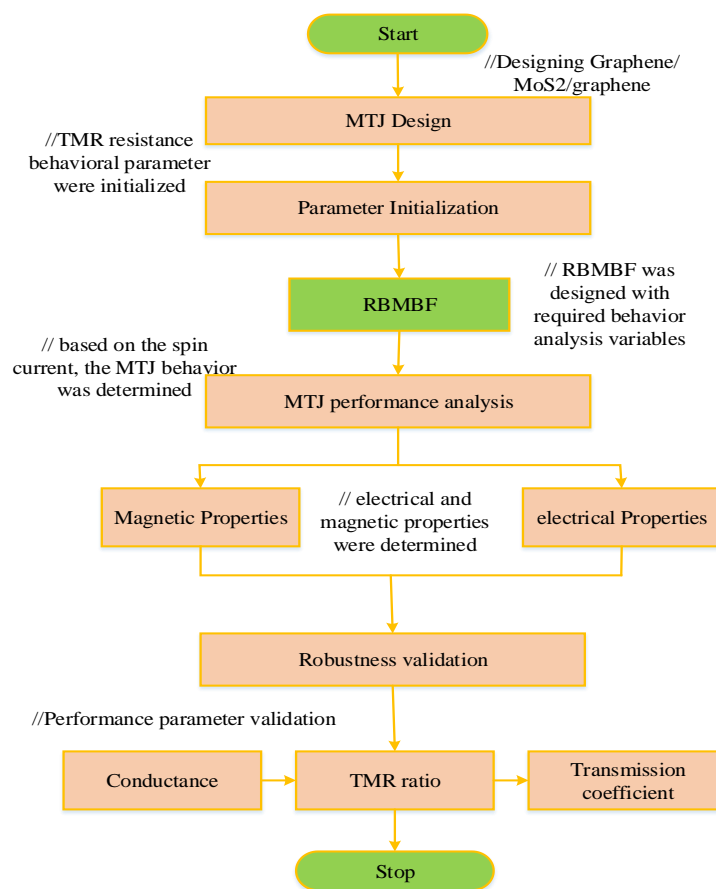 Start
//Designing Graphene/
MoS2/graphene
MTJ Design
//TMR resistance
behavioral parameter
were initialized
Parameter Initialization
RBMBF
// RBMBF was
designed with
required behavior
analysis variables
// based on the spin
current, the MTJ behavior
was determined
MTJ performance analysis
Magnetic Properties
// electrical and
magnetic properties
were determined
electrical Properties
Robustness validation
//Performance parameter validation
Conductance
TMR ratio
Transmission
coefficient
Stop